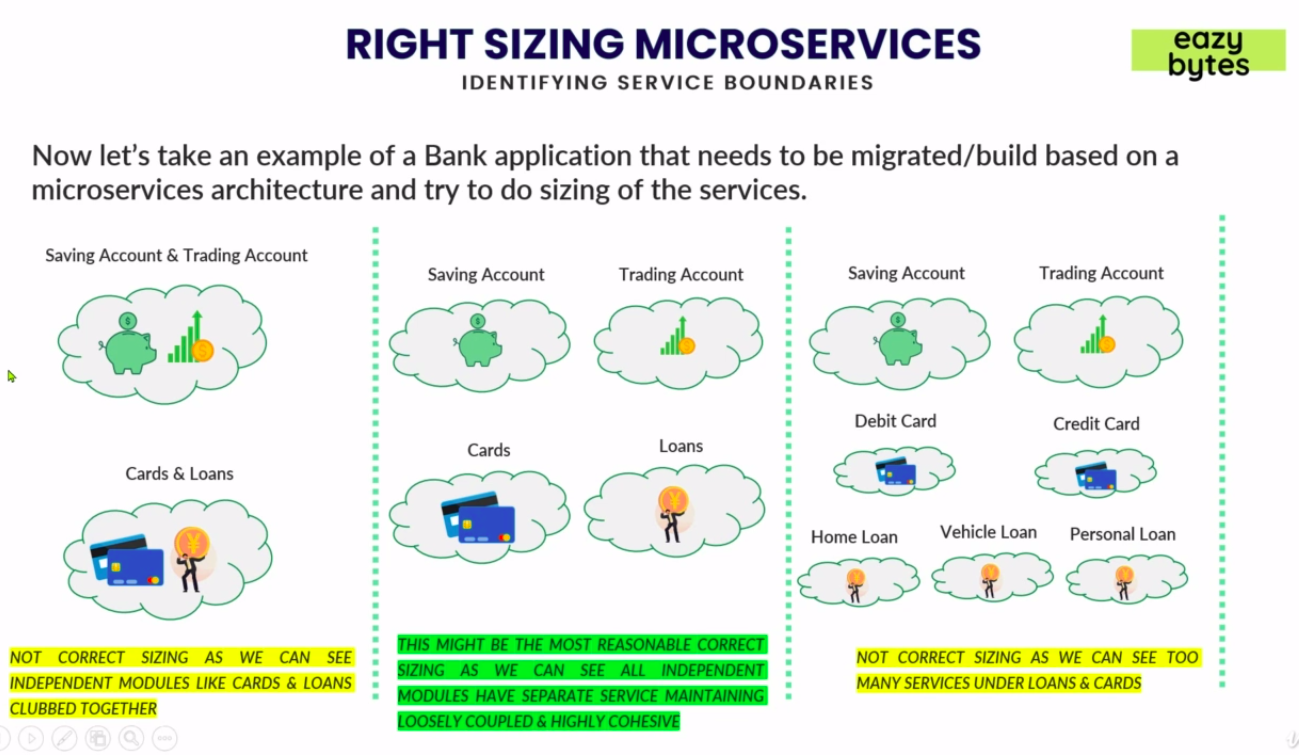 RIGHT SIZING MICROSERVICES
IDENTIFYING SERVICE BOUNDARIES
eazy
bytes
Now let's take an example of a Bank application that needs to be migrated/build based on a
microservices architecture and try to do sizing of the services.
Saving Account & Trading Account
Cards & Loans
NOT CORRECT SIZING AS WE CAN SEE
INDEPENDENT MODULES LIKE CARDS & LOANS
CLUBBED TOGETHER
Saving Account
Trading Account
Cards
Loans
THIS MIGHT BE THE MOST REASONABLE CORRECT
SIZING AS WE CAN SEE ALL INDEPENDENT
MODULES HAVE SEPARATE SERVICE MAINTAINING
LOOSELY COUPLED & HIGHLY COHESIVE
Saving Account
Trading Account
Debit Card
Credit Card
Home Loan
Vehicle Loan
Personal Loan
NOT CORRECT SIZING AS WE CAN SEE TOO
MANY SERVICES UNDER LOANS & CARDS